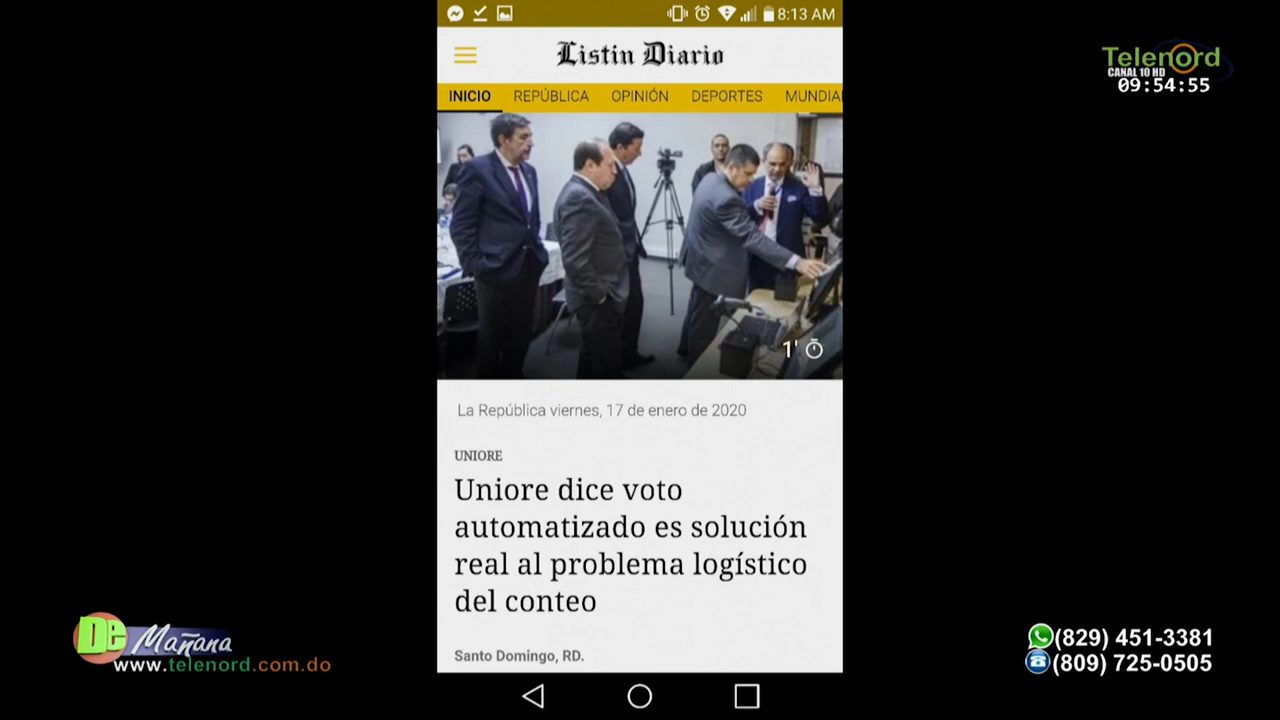 8:13 AM
Listin Diario
INICIO REPÚBLICA OPINIÓN DEPORTES MUNDIA
Telenord
CANAL 10 HD
09:54:55
1'
La República viernes, 17 de enero de 2020
UNIORE
Uniore dice voto
automatizado es solución
real al problema logístico
del conteo
Santo Domingo, RD.
De Mañana
www.telenord.com.do
(829) 451-3381
(809) 725-0505